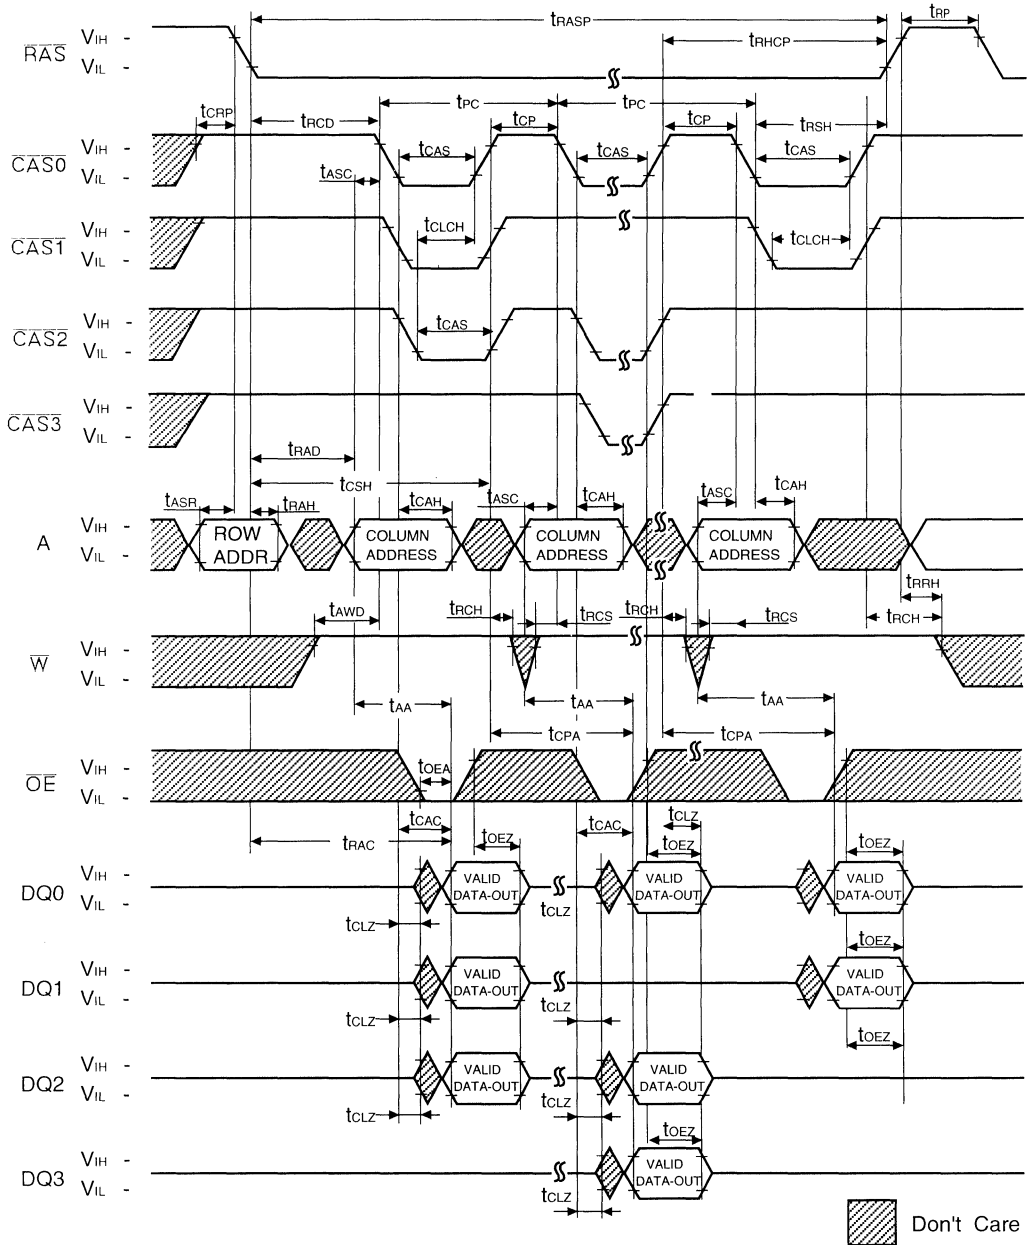 tRASP tRP
RAS VIH - tRHCP
VIL -
tCRP tRCD tPC tCP tPC tCP tRSH
CAS0 VIH - tCAS tCAS tCAS
VIL - tASC
CAS1 VIH - tCLCH tCLCH
VIL -
CAS2 VIH - tCAS
VIL -
CAS3 VIH -
VIL -
tRAD
tCSH
tASR tRAH tCAH tASC tCAH tASC tCAH
A VIH - ROW ADDR COLUMN ADDRESS COLUMN ADDRESS COLUMN ADDRESS
VIL -
tRRH
tAWD tRCH tRCS tRCH tRCS tRCH
W VIH -
VIL -
tAA tAA tAA
tCPA tCPA
OE VIH - tOEA
VIL -
tCAC tCAC tCLZ
tRAC tOEZ tOEZ tOEZ
DQ0 VIH - VALID DATA-OUT VALID DATA-OUT VALID DATA-OUT
VIL -
tCLZ tCLZ
tOEZ
DQ1 VIH - VALID DATA-OUT VALID DATA-OUT
VIL -
tCLZ tCLZ
tOEZ
DQ2 VIH - VALID DATA-OUT VALID DATA-OUT
VIL -
tCLZ tCLZ
tOEZ
DQ3 VIH - VALID DATA-OUT
VIL -
tCLZ
Don't Care